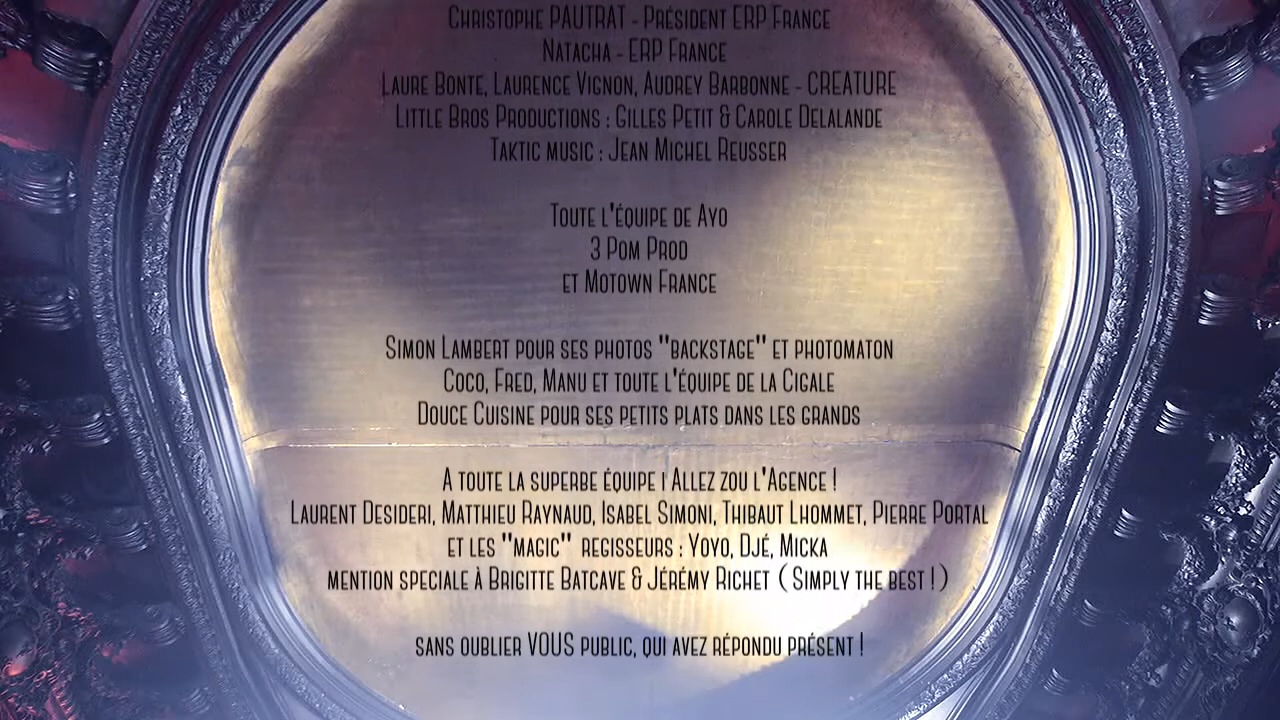 Christophe PAUTRAT - Président ERP France
Natacha - ERP France
Laure Bonte, Laurence Vignon, Audrey Barbonne - CREATURE
Little Bros Productions : Gilles Petit & Carole Delalande
Taktic music : Jean Michel Reusser
Toute l'équipe de Ayo
3 Pom Prod
et Motown France
Simon Lambert pour ses photos "backstage" et photomaton
Coco, Fred, Manu et toute l'équipe de la Cigale
Douce Cuisine pour ses petits plats dans les grands
A toute la superbe équipe | Allez zou l'Agence !
Laurent Desideri, Matthieu Raynaud, Isabel Simoni, Thibaut Lhommet, Pierre Portal
et les "magic" regisseurs : Yoyo, Djé, Micka
mention speciale à Brigitte Batcave & Jérémy Richet ( Simply the best ! )
sans oublier VOUS public, qui avez répondu présent !